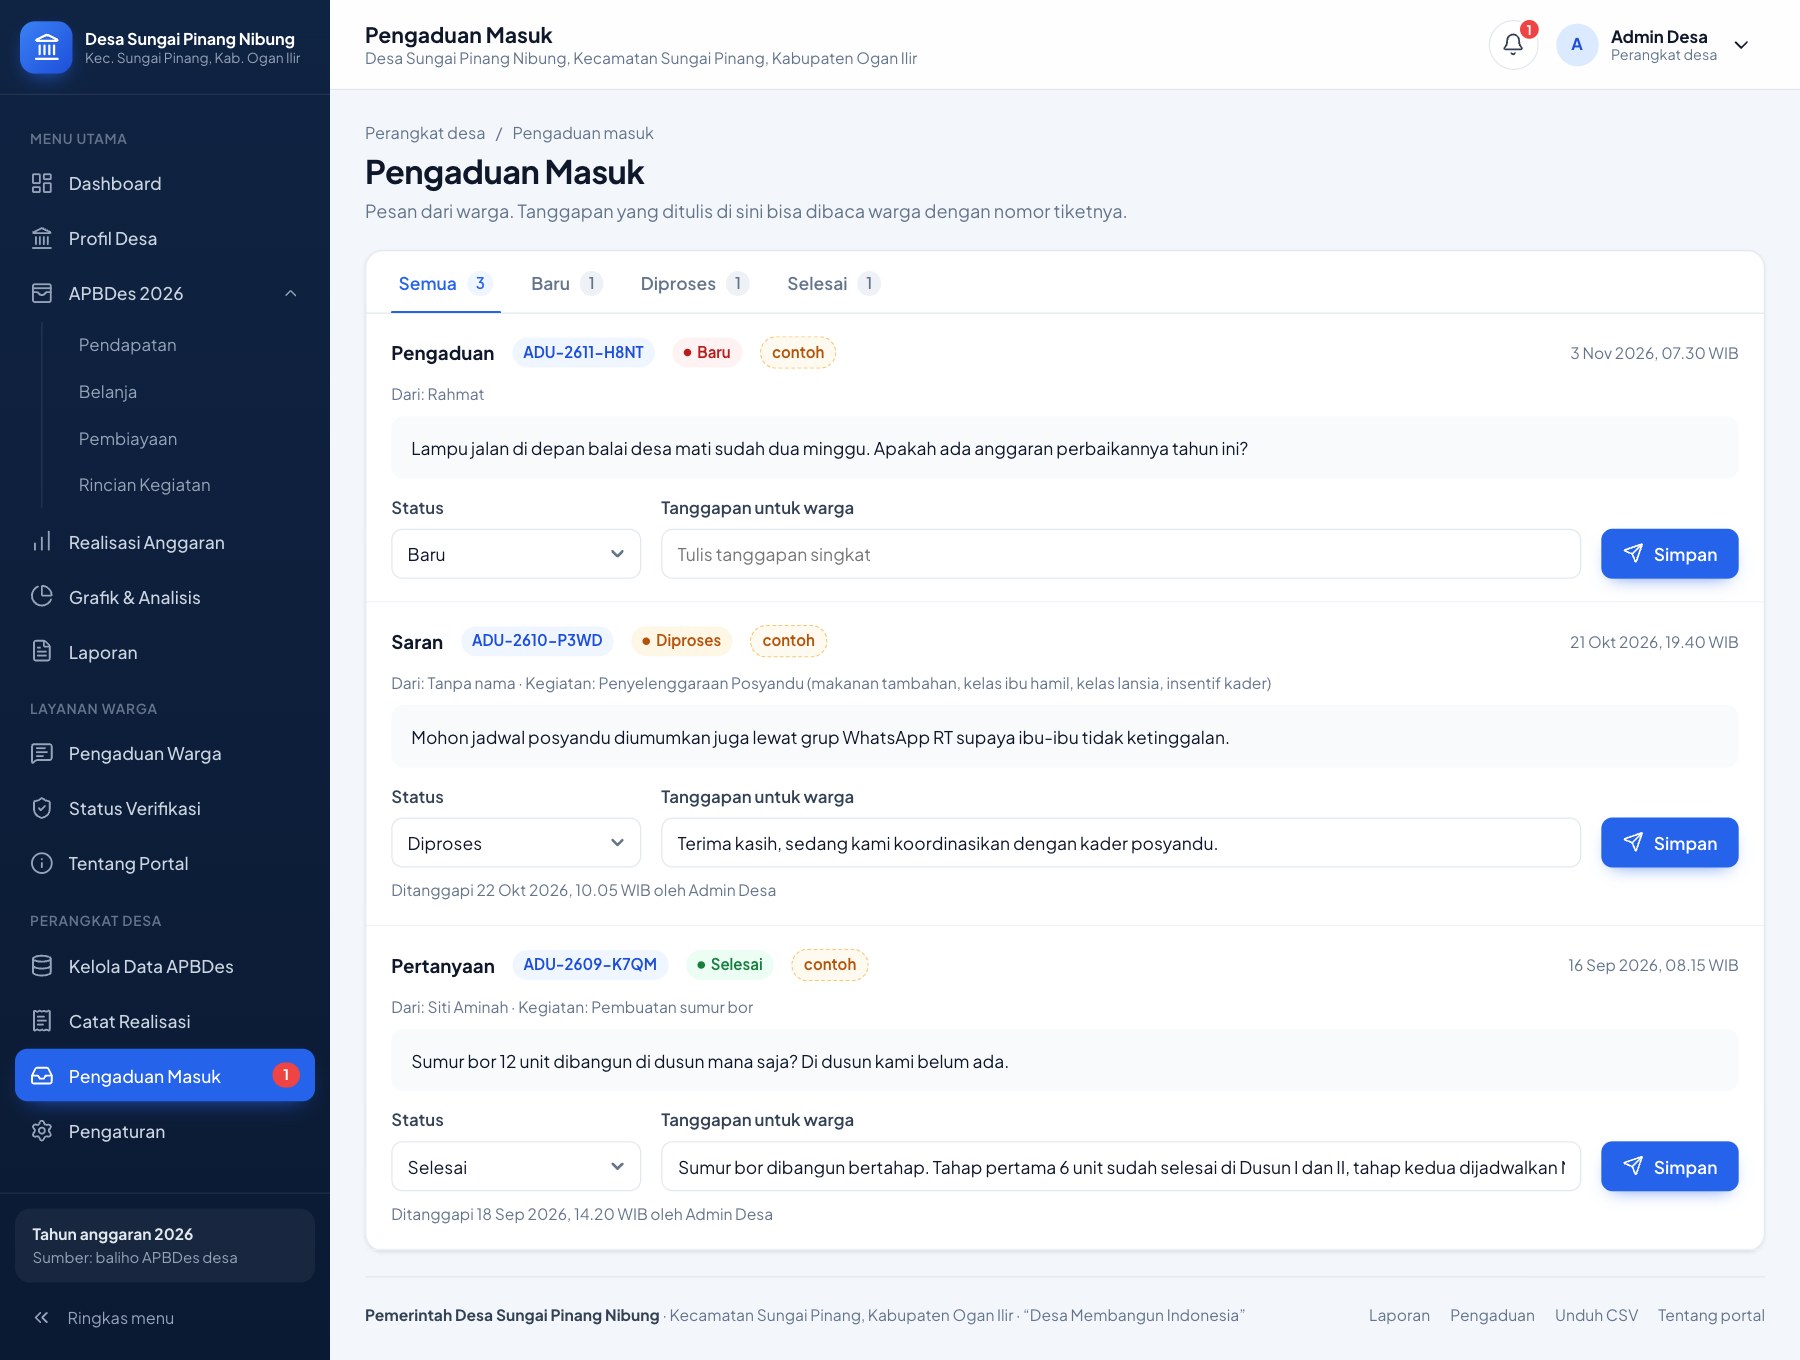 Desa Sungai Pinang Nibung
Kec. Sungai Pinang, Kab. Ogan Ilir
MENU UTAMA
Dashboard
Profil Desa
APBDes 2026
Pendapatan
Belanja
Pembiayaan
Rincian Kegiatan
Realisasi Anggaran
Grafik & Analisis
Laporan
LAYANAN WARGA
Pengaduan Warga
Status Verifikasi
Tentang Portal
PERANGKAT DESA
Kelola Data APBDes
Catat Realisasi
Pengaduan Masuk 1
Pengaturan
Tahun anggaran 2026
Sumber: baliho APBDes desa
Ringkas menu
Pengaduan Masuk
Desa Sungai Pinang Nibung, Kecamatan Sungai Pinang, Kabupaten Ogan Ilir
1
A
Admin Desa
Perangkat desa
Perangkat desa / Pengaduan masuk
Pengaduan Masuk
Pesan dari warga. Tanggapan yang ditulis di sini bisa dibaca warga dengan nomor tiketnya.
Semua 3 Baru 1 Diproses 1 Selesai 1
Pengaduan ADU-2611-H8NT Baru contoh 3 Nov 2026, 07.30 WIB
Dari: Rahmat
Lampu jalan di depan balai desa mati sudah dua minggu. Apakah ada anggaran perbaikannya tahun ini?
Status Tanggapan untuk warga
Baru Tulis tanggapan singkat Simpan
Saran ADU-2610-P3WD Diproses contoh 21 Okt 2026, 19.40 WIB
Dari: Tanpa nama · Kegiatan: Penyelenggaraan Posyandu (makanan tambahan, kelas ibu hamil, kelas lansia, insentif kader)
Mohon jadwal posyandu diumumkan juga lewat grup WhatsApp RT supaya ibu-ibu tidak ketinggalan.
Status Tanggapan untuk warga
Diproses Terima kasih, sedang kami koordinasikan dengan kader posyandu. Simpan
Ditanggapi 22 Okt 2026, 10.05 WIB oleh Admin Desa
Pertanyaan ADU-2609-K7QM Selesai contoh 16 Sep 2026, 08.15 WIB
Dari: Siti Aminah · Kegiatan: Pembuatan sumur bor
Sumur bor 12 unit dibangun di dusun mana saja? Di dusun kami belum ada.
Status Tanggapan untuk warga
Selesai Sumur bor dibangun bertahap. Tahap pertama 6 unit sudah selesai di Dusun I dan II, tahap kedua dijadwalkan Simpan
Ditanggapi 18 Sep 2026, 14.20 WIB oleh Admin Desa
Pemerintah Desa Sungai Pinang Nibung · Kecamatan Sungai Pinang, Kabupaten Ogan Ilir · “Desa Membangun Indonesia” Laporan Pengaduan Unduh CSV Tentang portal